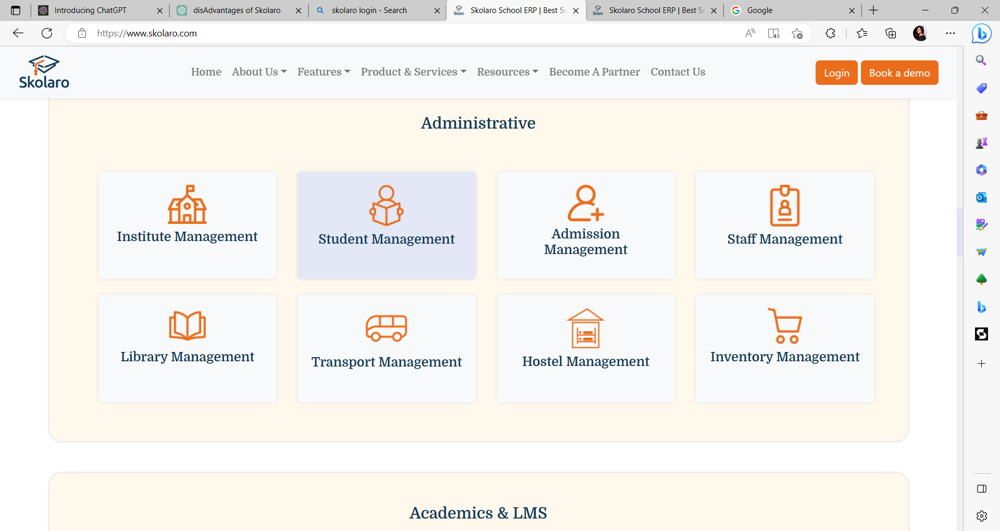 Introducing ChatGPT
disAdvantages of Skolaro
skolaro login - Search
Skolaro School ERP | Best Sc
Skolaro School ERP | Best Sc
Google
https://www.skolaro.com
Skolaro
Home
About Us
Features
Product & Services
Resources
Become A Partner
Contact Us
Login
Book a demo
Administrative
Institute Management
Student Management
Admission
Management
Staff Management
Library Management
Transport Management
Hostel Management
Inventory Management
Academics & LMS